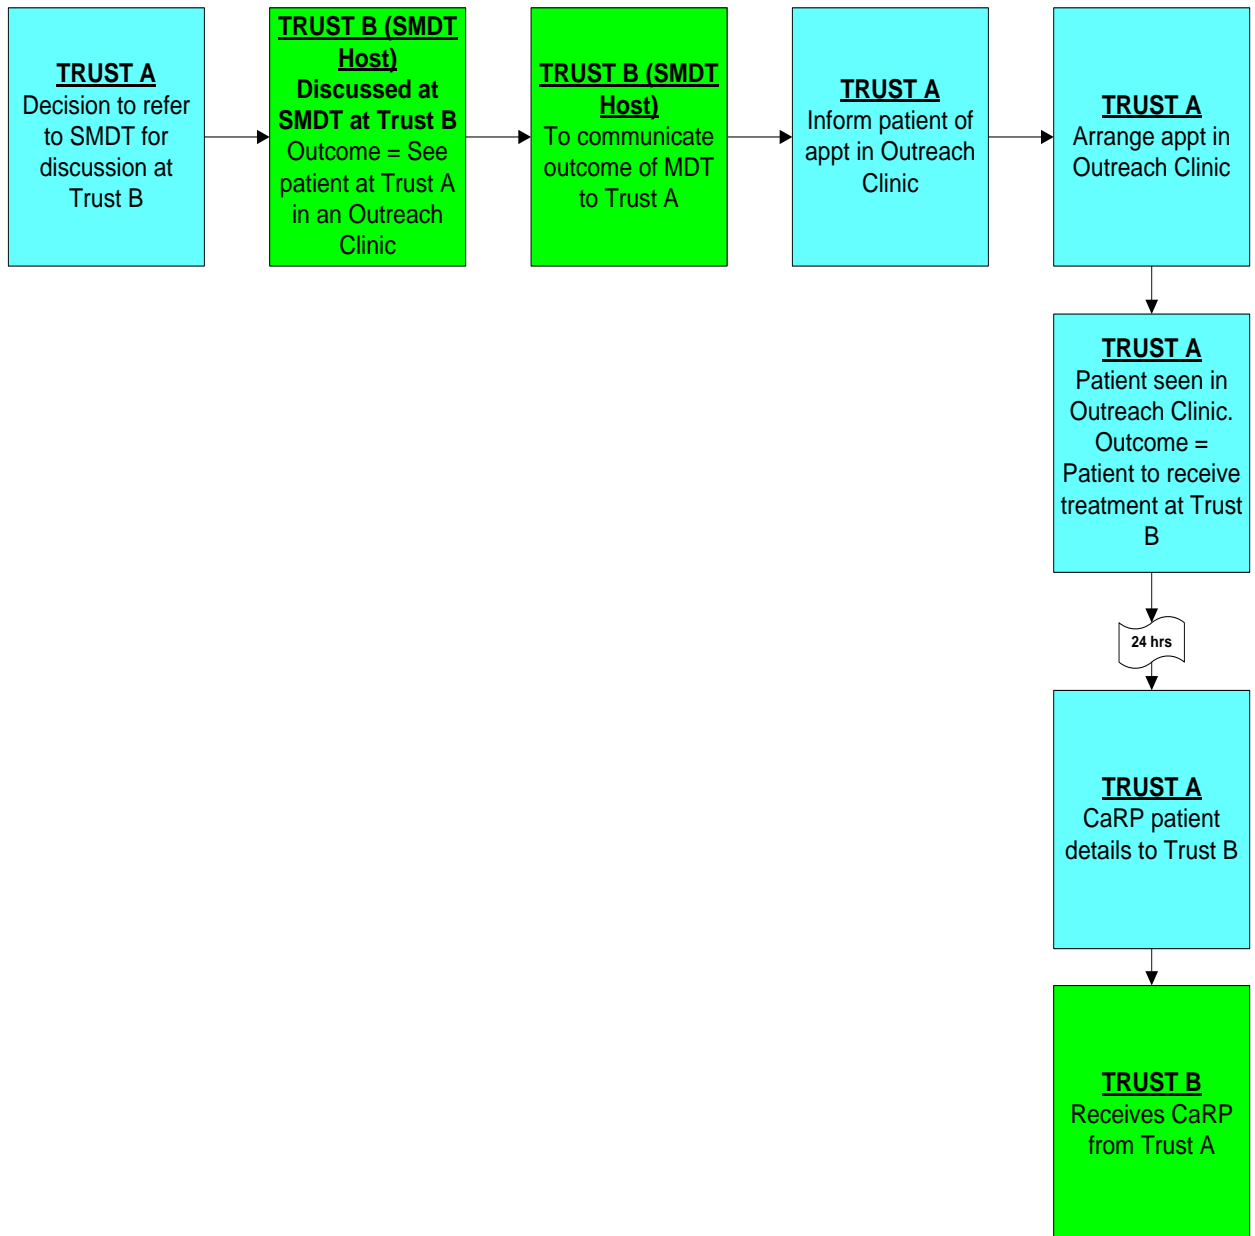 TRUST A
Decision to refer
to SMDT for
discussion at
Trust B
TRUST B (SMDT
Host)
Discussed at
SMDT at Trust B
Outcome = See
patient at Trust A
in an Outreach
Clinic
TRUST B (SMDT
Host)
To communicate
outcome of MDT
to Trust A
TRUST A
Inform patient of
appt in Outreach
Clinic
TRUST A
Arrange appt in
Outreach Clinic
TRUST A
Patient seen in
Outreach Clinic.
Outcome =
Patient to receive
treatment at Trust
B
24 hrs
TRUST A
CaRP patient
details to Trust B
TRUST B
Receives CaRP
from Trust A